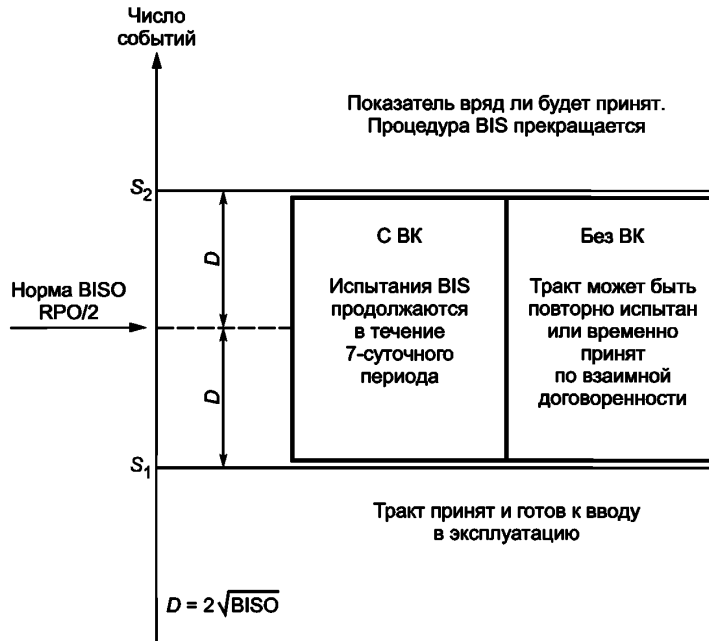 Число
событий
Показатель вряд ли будет принят.
Процедура BIS прекращается
S₂
D
С ВК
Испытания BIS
продолжаются
в течение
7-суточного
периода
Без ВК
Тракт может быть
повторно испытан
или временно
принят
по взаимной
договоренности
Норма BISO
RPO/2
D
S₁
Тракт принят и готов к вводу
в эксплуатацию
D = 2√BISO